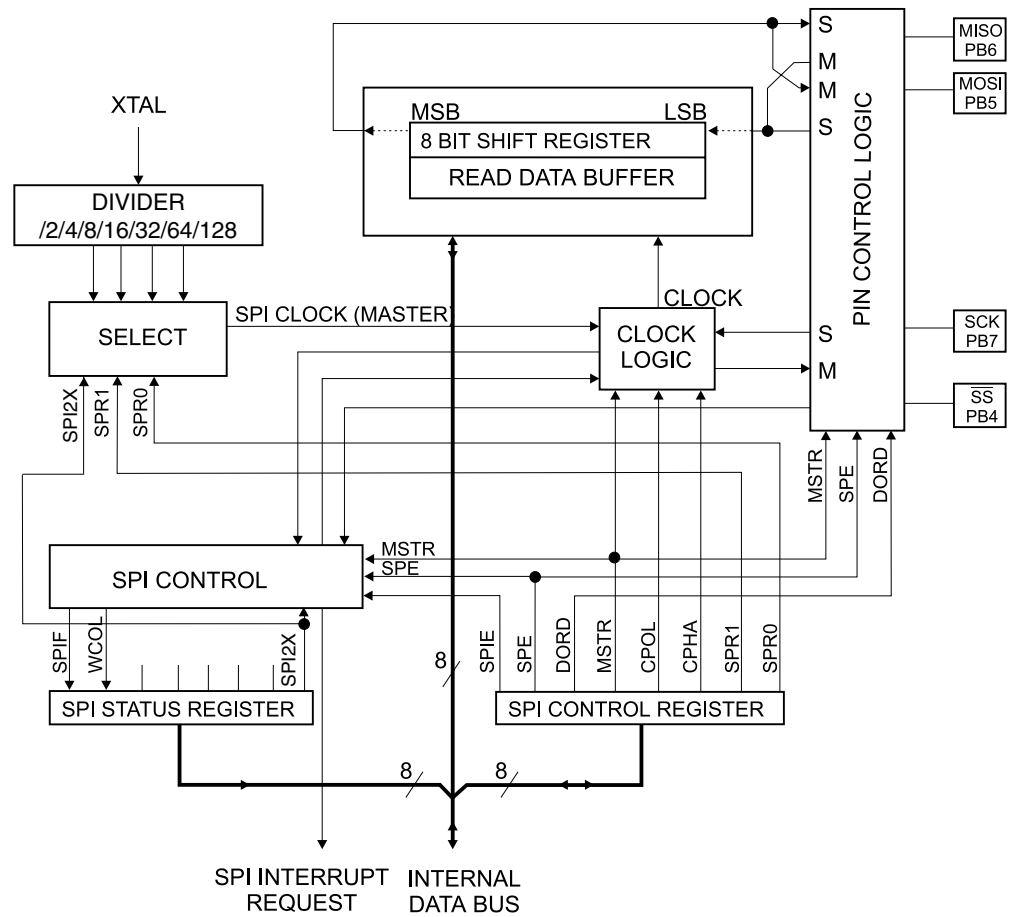 S
MISO
PB6
M
MOSI
PB5
M
S
PIN CONTROL LOGIC
XTAL
MSB
LSB
8 BIT SHIFT REGISTER
READ DATA BUFFER
DIVIDER
/2/4/8/16/32/64/128
SPI CLOCK (MASTER)
SELECT
CLOCK
CLOCK
LOGIC
S
M
SCK
PB7
SS
PB4
SPI2X
SPR1
SPR0
MSTR
SPE
DORD
MSTR
SPE
SPI CONTROL
SPIF
WCOL
SPI2X
8
SPIE
SPE
DORD
MSTR
CPOL
CPHA
SPR1
SPR0
SPI STATUS REGISTER
SPI CONTROL REGISTER
8
8
SPI INTERRUPT
REQUEST
INTERNAL
DATA BUS